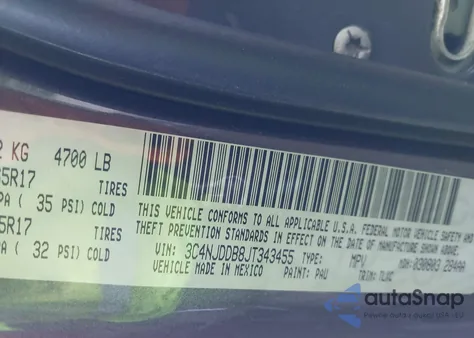 KG 4700 LB
5R17 TIRES
PA ( 35 PSI) COLD
5R17 TIRES
PA ( 32 PSI) COLD
THIS VEHICLE CONFORMS TO ALL APPLICABLE U.S.A. FEDERAL MOTOR VEHICLE SAFETY AND
THEFT PREVENTION STANDARDS IN EFFECT ON THE DATE OF MANUFACTURE SHOWN ABOVE.
VIN: 3C4NJDDB8JT343455 TYPE: MPV
MADE IN MEXICO PAINT: PAU TRIM:
autoSnap